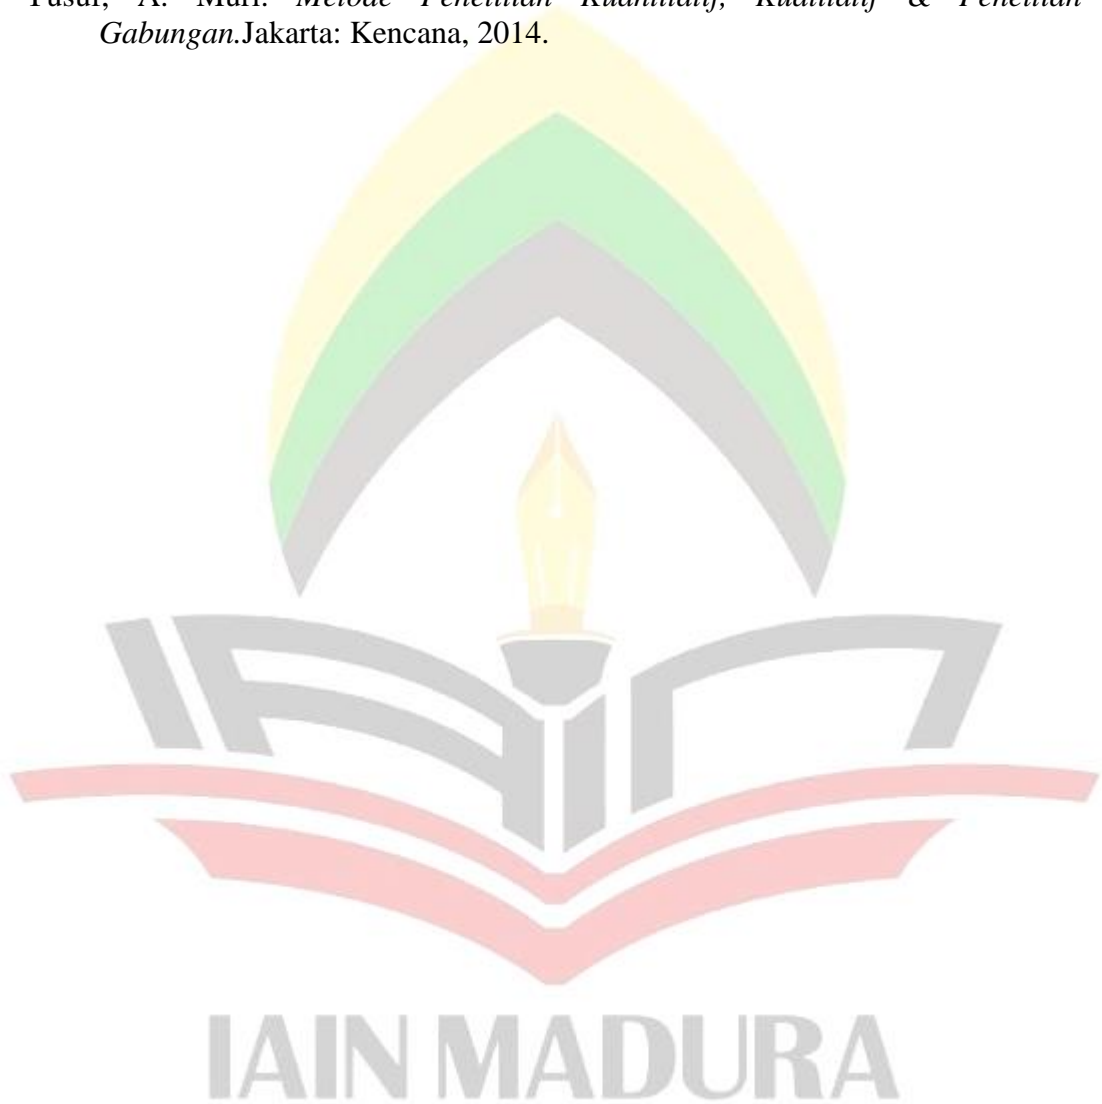 Yusuf, A. Muri. Metode Penelitian Kuantitatif, Kualitatif & Penelitian
Gabungan.Jakarta: Kencana, 2014.
IAIN MADURA